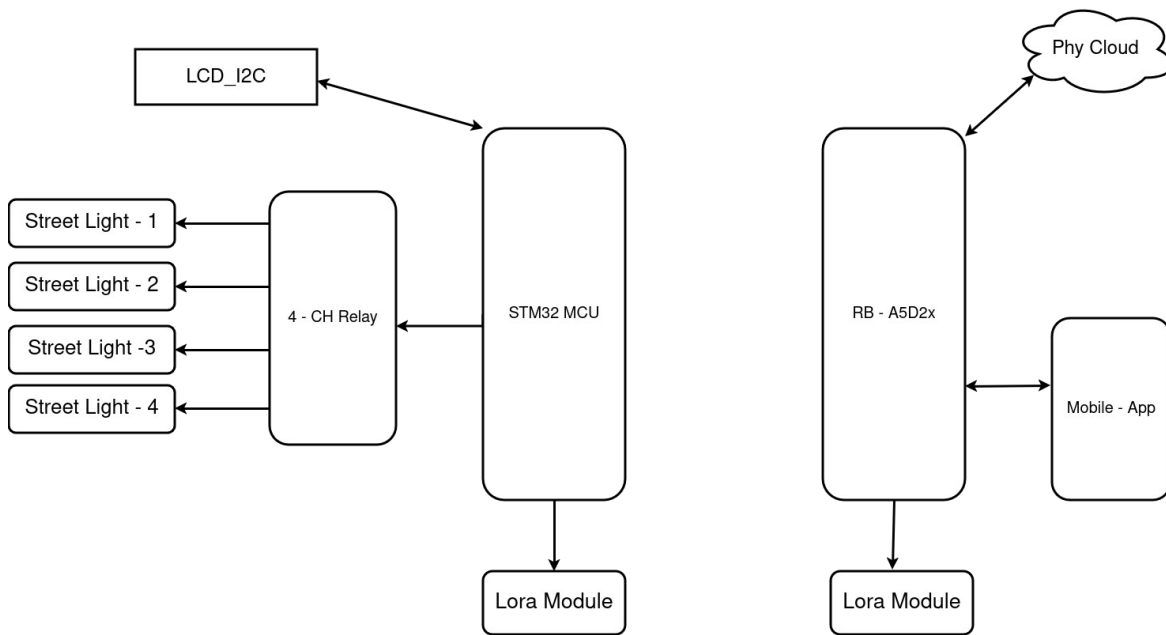 LCD_I2C
Phy Cloud
Street Light - 1
Street Light - 2
Street Light -3
Street Light - 4
4 - CH Relay
STM32 MCU
RB - A5D2x
Mobile - App
Lora Module
Lora Module